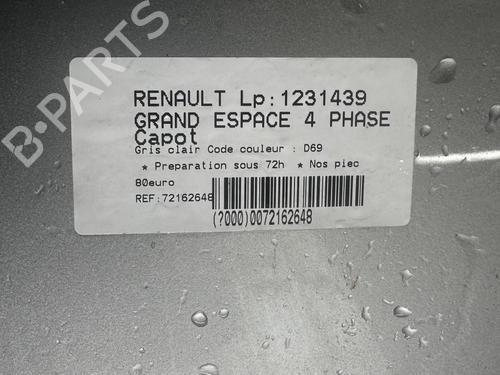 RENAULT Lp:1231439
GRAND ESPACE 4 PHASE
Capot
Gris clair Code couleur : D69
* Preparation sous 72h * Nos piec
80euro
REF:72162648
(?000)0072162648
B-PARTS